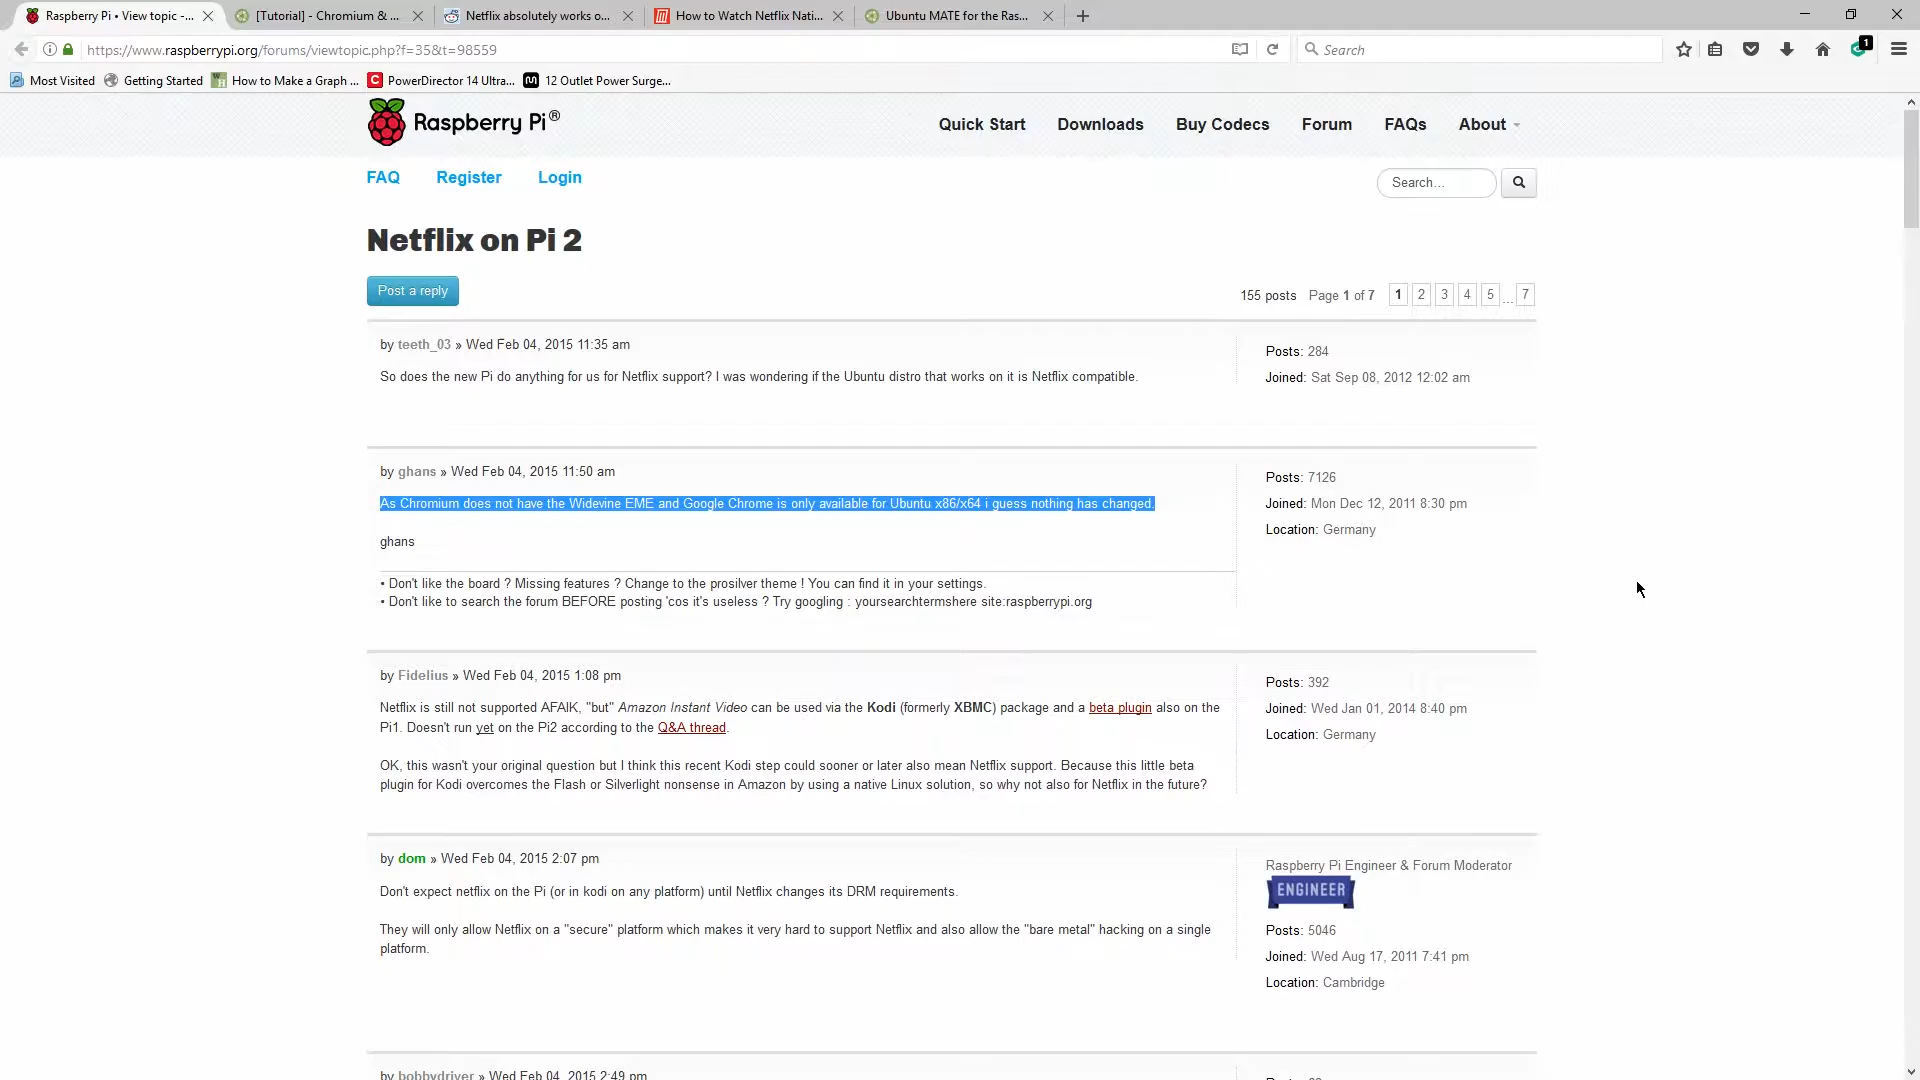 Raspberry Pi • View topic -...
[Tutorial] - Chromium & ...
Netflix absolutely works o...
How to Watch Netflix Nati...
Ubuntu MATE for the Ras...
https://www.raspberrypi.org/forums/viewtopic.php?f=35&t=98559
Search
1
Most Visited
Getting Started
How to Make a Graph ...
PowerDirector 14 Ultra...
12 Outlet Power Surge...
Raspberry Pi®
Quick Start
Downloads
Buy Codecs
Forum
FAQs
About
FAQ
Register
Login
Search...
Netflix on Pi 2
Post a reply
155 posts Page 1 of 7 1 2 3 4 5 ... 7
by teeth_03 » Wed Feb 04, 2015 11:35 am
So does the new Pi do anything for us for Netflix support? I was wondering if the Ubuntu distro that works on it is Netflix compatible.
Posts: 284
Joined: Sat Sep 08, 2012 12:02 am
by ghans » Wed Feb 04, 2015 11:50 am
As Chromium does not have the Widevine EME and Google Chrome is only available for Ubuntu x86/x64 i guess nothing has changed.
ghans
• Don't like the board ? Missing features ? Change to the prosilver theme ! You can find it in your settings.
• Don't like to search the forum BEFORE posting 'cos it's useless ? Try googling : yoursearchtermshere site:raspberrypi.org
Posts: 7126
Joined: Mon Dec 12, 2011 8:30 pm
Location: Germany
by Fidelius » Wed Feb 04, 2015 1:08 pm
Netflix is still not supported AFAIK, "but" Amazon Instant Video can be used via the Kodi (formerly XBMC) package and a beta plugin also on the
Pi1. Doesn't run yet on the Pi2 according to the Q&A thread.
OK, this wasn't your original question but I think this recent Kodi step could sooner or later also mean Netflix support. Because this little beta
plugin for Kodi overcomes the Flash or Silverlight nonsense in Amazon by using a native Linux solution, so why not also for Netflix in the future?
Posts: 392
Joined: Wed Jan 01, 2014 8:40 pm
Location: Germany
by dom » Wed Feb 04, 2015 2:07 pm
Don't expect netflix on the Pi (or in kodi on any platform) until Netflix changes its DRM requirements.
They will only allow Netflix on a "secure" platform which makes it very hard to support Netflix and also allow the "bare metal" hacking on a single
platform.
Raspberry Pi Engineer & Forum Moderator
ENGINEER
Posts: 5046
Joined: Wed Aug 17, 2011 7:41 pm
Location: Cambridge
by bobbydriver » Wed Feb 04, 2015 2:49 pm